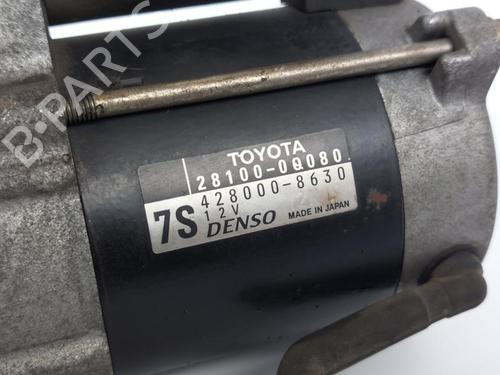 B-PARTS
TOYOTA
28100-0Q080
428000-8630
7S 12V
DENSO MADE IN JAPAN